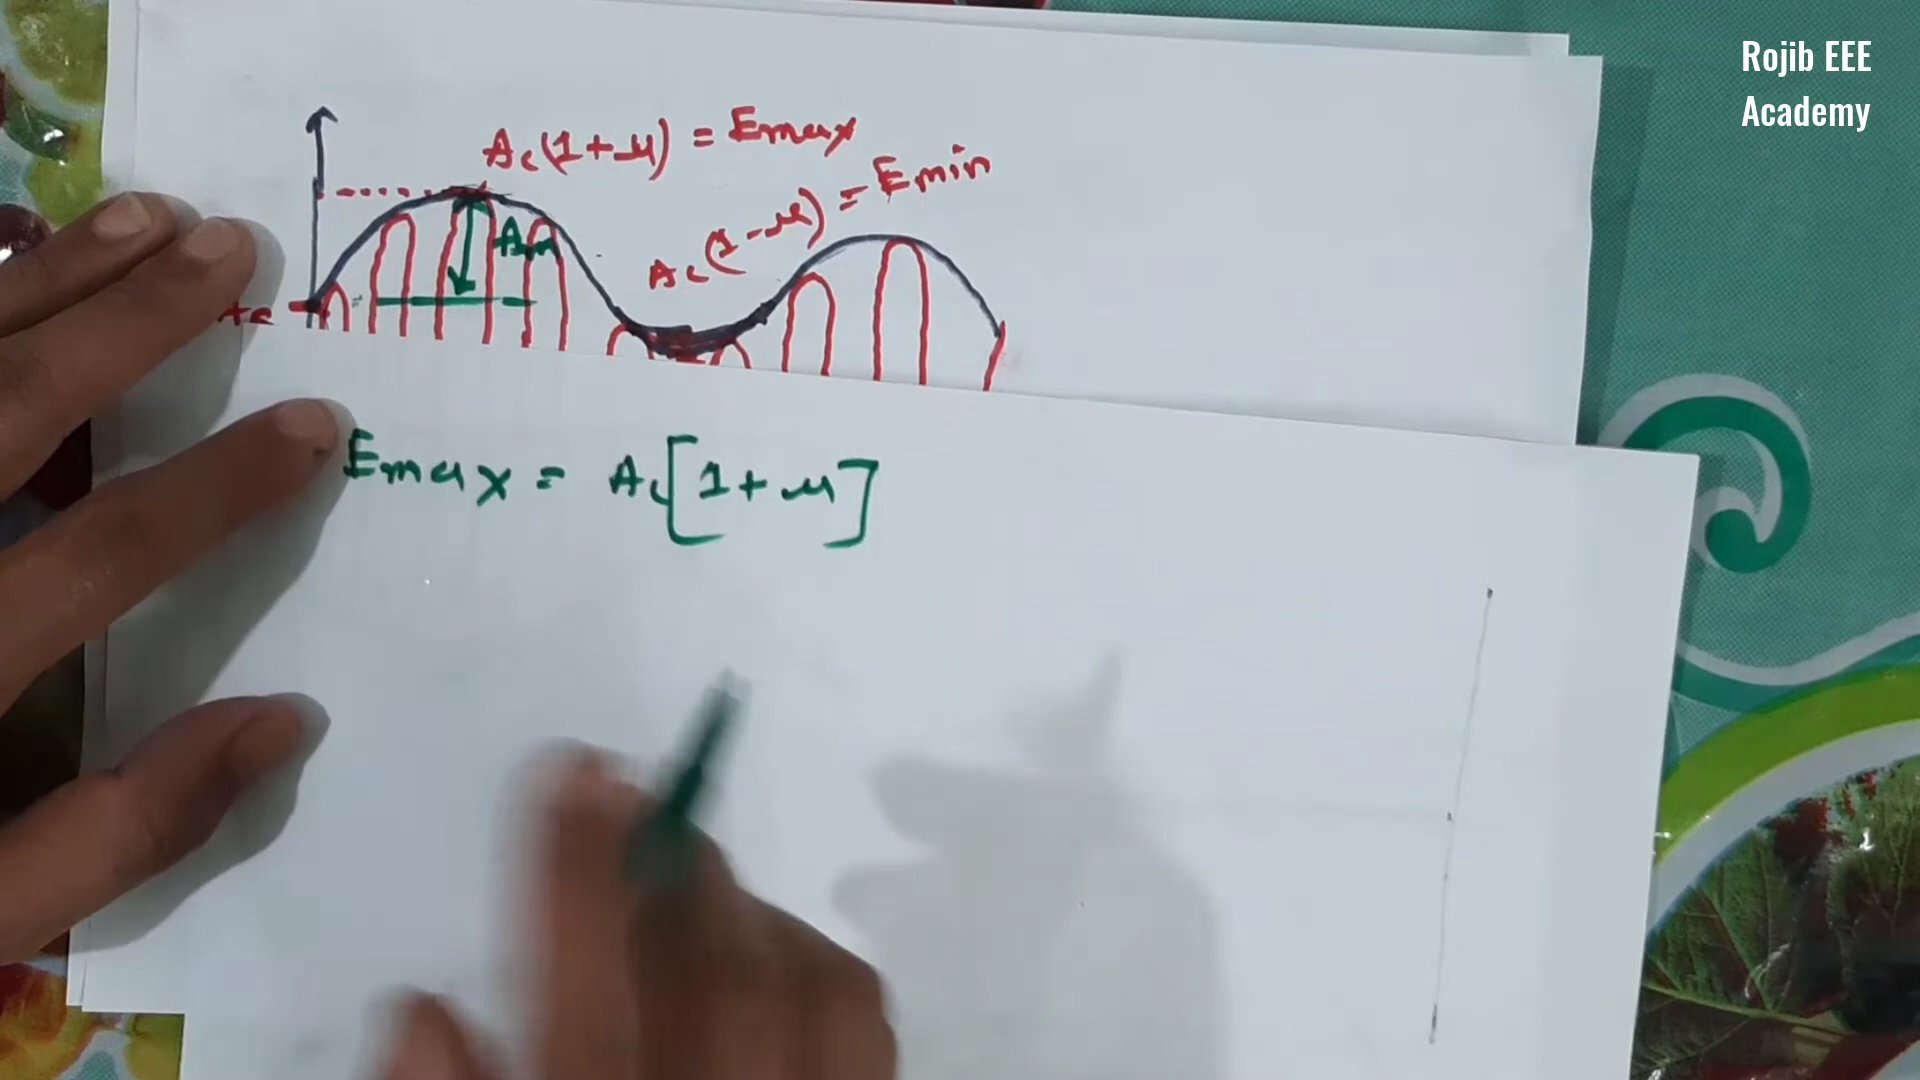 Rojib EEE
Academy
Ac(1+μ) = Emax
Ac(1-μ) = Emin
Am
Emax = Ac[1+μ]